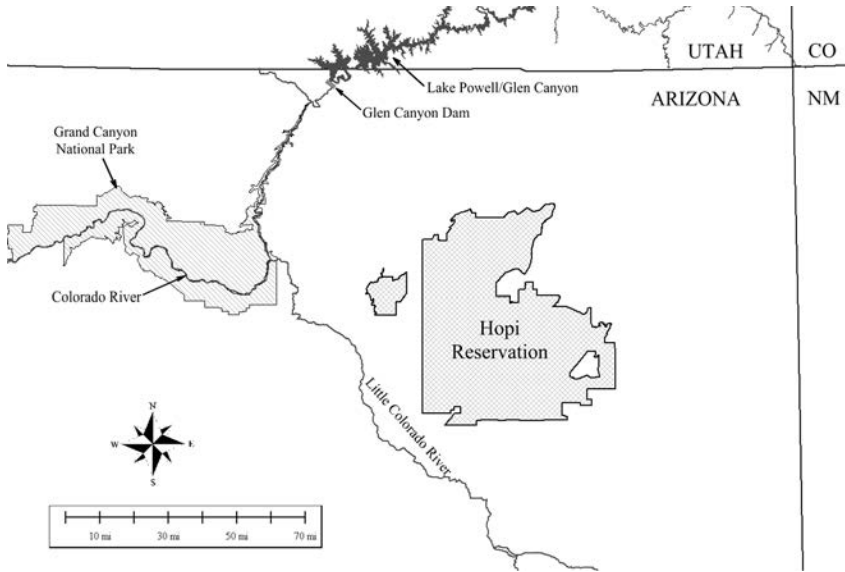 UTAH
CO
Lake Powell/Glen Canyon
ARIZONA
NM
Glen Canyon Dam
Grand Canyon
National Park
Colorado River
Hopi
Reservation
Little Colorado River
N
W
E
S
10 mi
30 mi
50 mi
70 mi